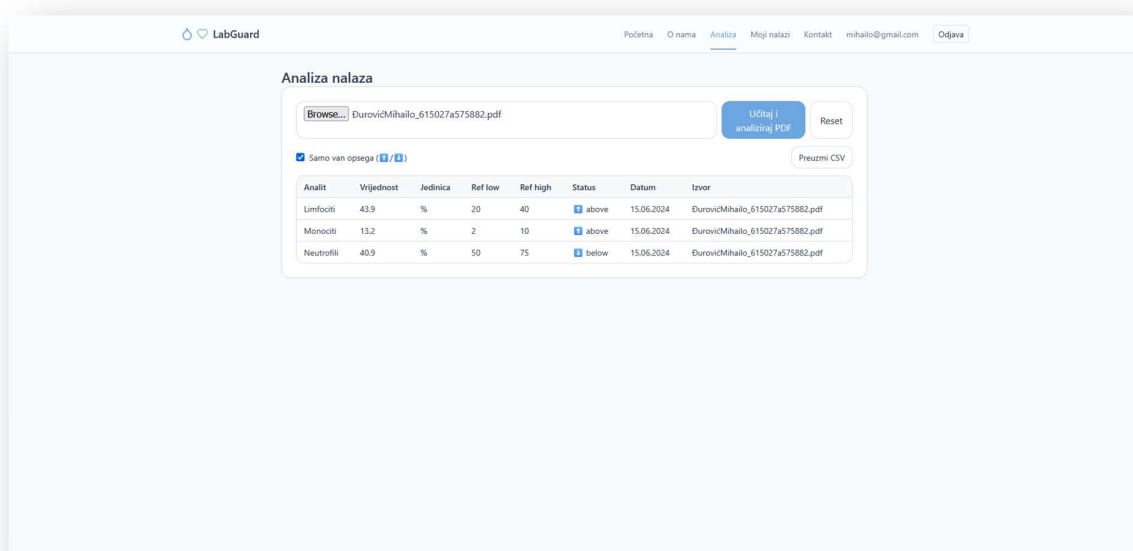 LabGuard
Početna O nama Analiza Moji nalazi Kontakt mihailo@gmail.com Odjava
Analiza nalaza
Browse... ĐurovićMihailo_615027a575882.pdf
Učitaj i
analiziraj PDF
Reset
Samo van opsega (⬆️/⬇️)
Preuzmi CSV
Analit Vrijednost Jedinica Ref low Ref high Status Datum Izvor
Limfociti 43.9 % 20 40 ⬆️ above 15.06.2024 ĐurovićMihailo_615027a575882.pdf
Monociti 13.2 % 2 10 ⬆️ above 15.06.2024 ĐurovićMihailo_615027a575882.pdf
Neutrofili 40.9 % 50 75 ⬇️ below 15.06.2024 ĐurovićMihailo_615027a575882.pdf